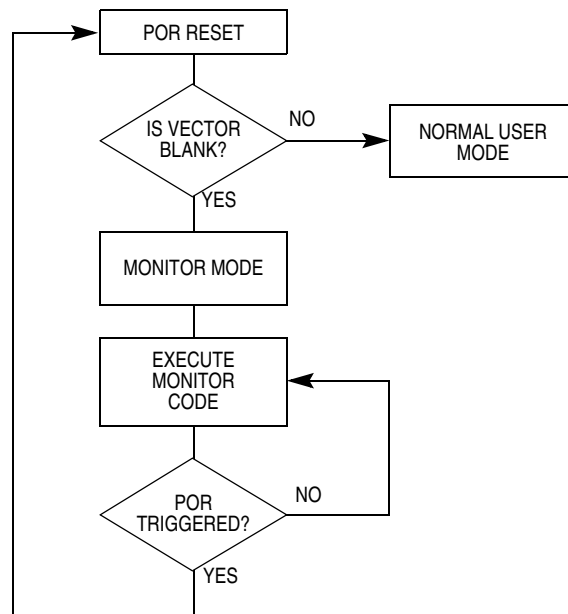 POR RESET
IS VECTOR
BLANK?
NO
NORMAL USER
MODE
YES
MONITOR MODE
EXECUTE
MONITOR
CODE
POR
TRIGGERED?
NO
YES